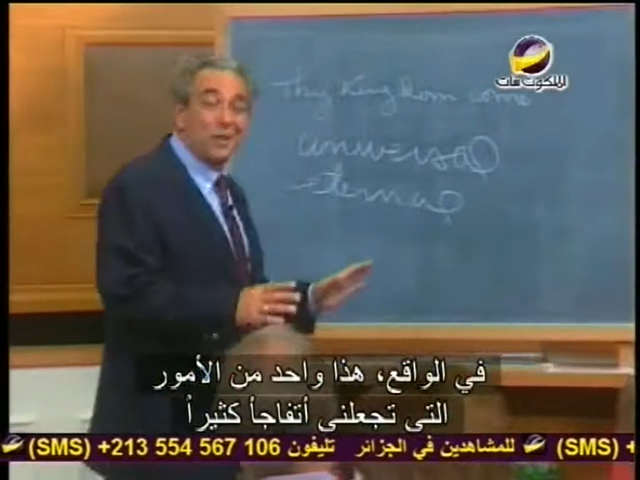 الملكوت سات
Thy Kingdom come
universal
eternal
في الواقع، هذا واحد من الأمور
التي تجعلني أتفاجأ كثيراً
(SMS) +213 554 567 106 تليفون للمشاهدين في الجزائر (SMS) +